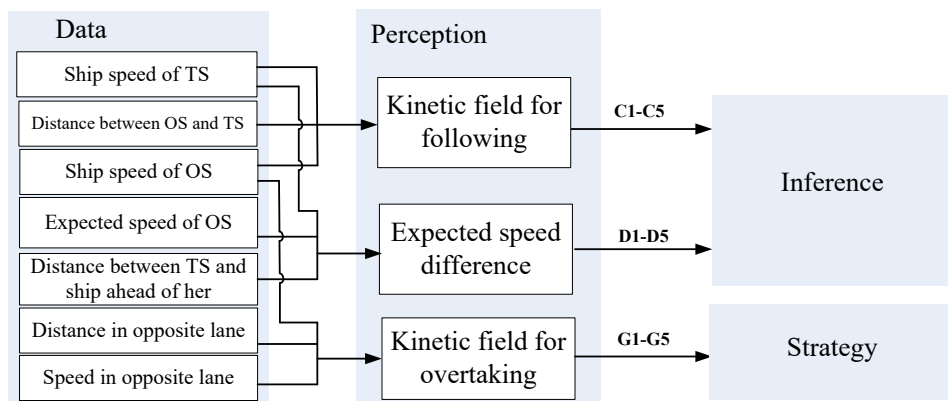 Data
Ship speed of TS
Distance between OS and TS
Ship speed of OS
Expected speed of OS
Distance between TS and
ship ahead of her
Distance in opposite lane
Speed in opposite lane
Perception
Kinetic field for
following
Expected speed
difference
Kinetic field for
overtaking
C1-C5
D1-D5
G1-G5
Inference
Strategy